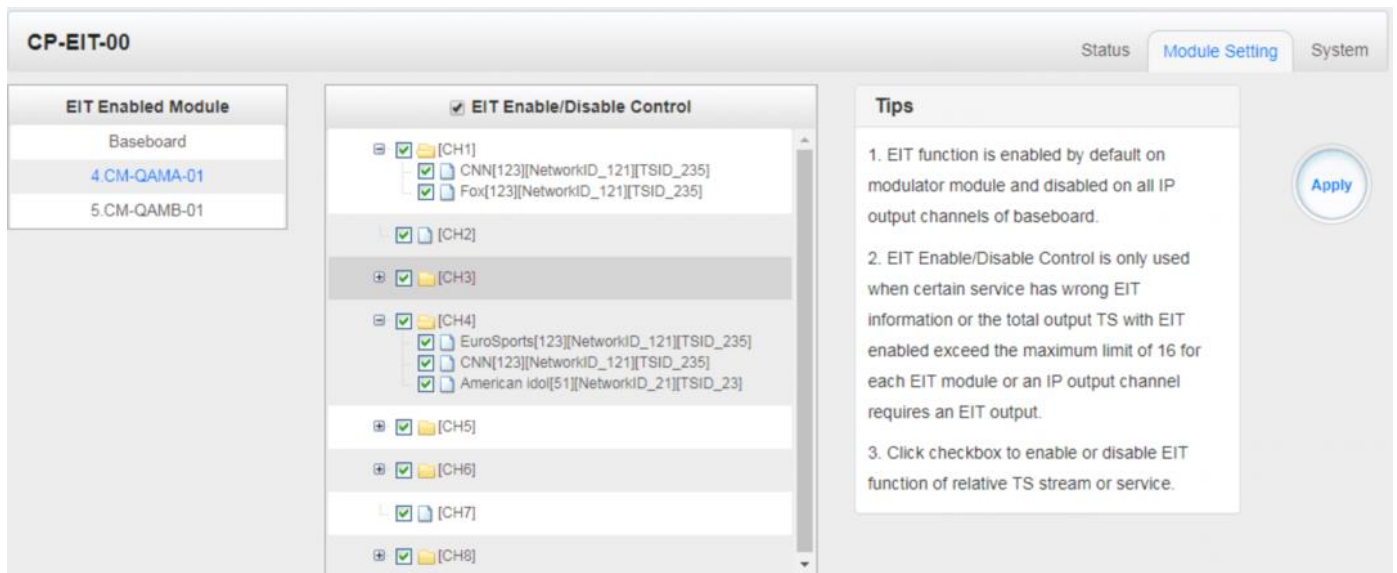 CP-EIT-00
Status
Module Setting
System
EIT Enabled Module
Baseboard
4.CM-QAMA-01
5.CM-QAMB-01
EIT Enable/Disable Control
[CH1]
CNN[123][NetworkID_121][TSID_235]
Fox[123][NetworkID_121][TSID_235]
[CH2]
[CH3]
[CH4]
EuroSports[123][NetworkID_121][TSID_235]
CNN[123][NetworkID_121][TSID_235]
American idol[51][NetworkID_21][TSID_23]
[CH5]
[CH6]
[CH7]
[CH8]
Tips
1. EIT function is enabled by default on
modulator module and disabled on all IP
output channels of baseboard.
2. EIT Enable/Disable Control is only used
when certain service has wrong EIT
information or the total output TS with EIT
enabled exceed the maximum limit of 16 for
each EIT module or an IP output channel
requires an EIT output.
3. Click checkbox to enable or disable EIT
function of relative TS stream or service.
Apply